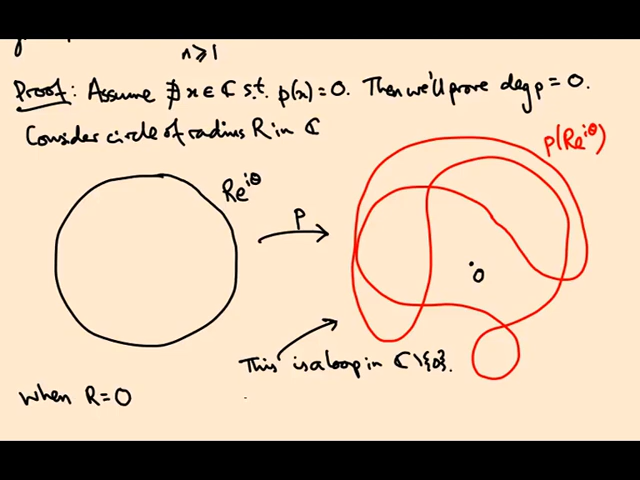 n ≥ 1
Proof: Assume ∄ x ∈ ℂ s.t. p(x) = 0. Then we'll prove deg p = 0.
Consider circle of radius R in ℂ
p(Re^{iθ})
Re^{iθ}
p
0
This is a loop in ℂ \ {0}.
when R = 0